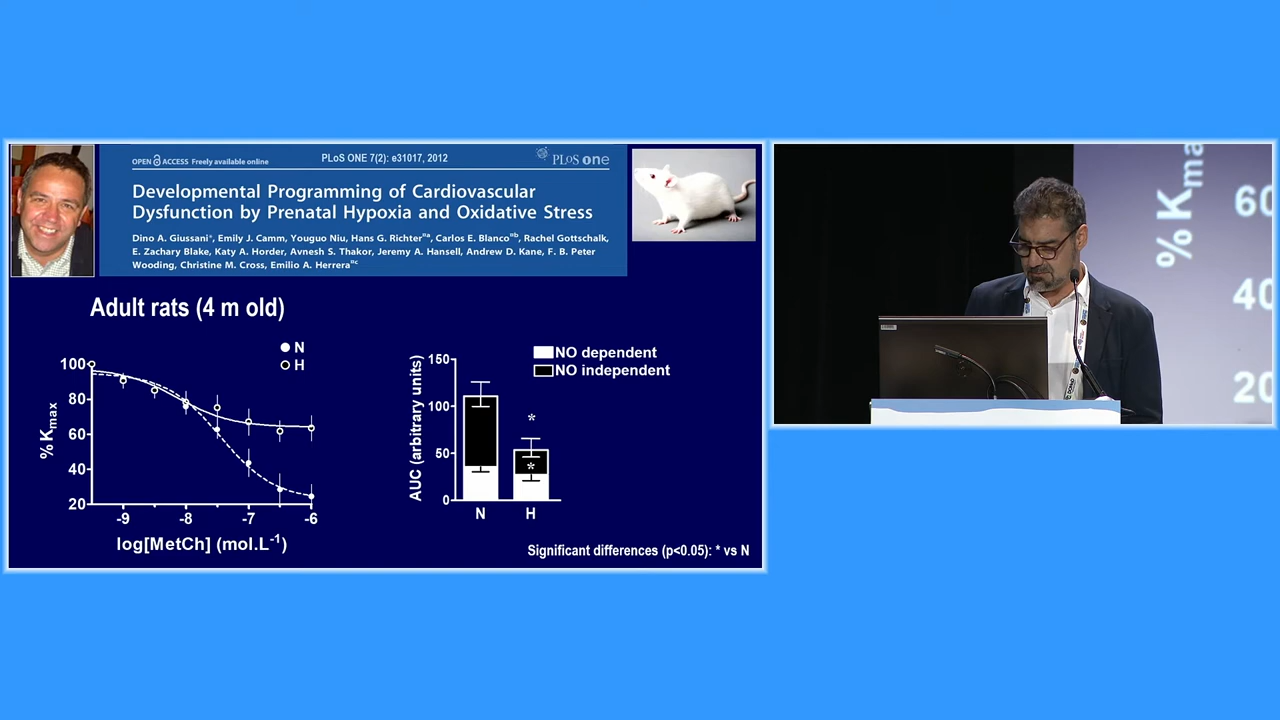 OPEN ACCESS Freely available online
PLoS ONE 7(2): e31017, 2012
PLoS one
Developmental Programming of Cardiovascular
Dysfunction by Prenatal Hypoxia and Oxidative Stress
Dino A. Giussani*, Emily J. Camm, Youguo Niu, Hans G. Richter¤a, Carlos E. Blanco¤b, Rachel Gottschalk,
E. Zachary Blake, Katy A. Horder, Avnesh S. Thakor, Jeremy A. Hansell, Andrew D. Kane, F. B. Peter
Wooding, Christine M. Cross, Emilio A. Herrera¤c
Adult rats (4 m old)
N
H
100
80
60
40
20
% Kmax
-9 -8 -7 -6
log[MetCh] (mol.L-1)
NO dependent
NO independent
150
100
50
0
AUC (arbitrary units)
*
*
N H
Significant differences (p<0.05): * vs N
% Kma
60
40
20